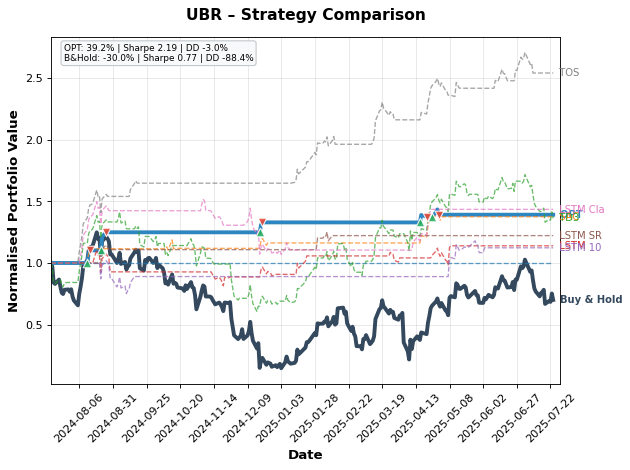 UBR – Strategy Comparison
OPT: 39.2% | Sharpe 2.19 | DD -3.0%
B&Hold: -30.0% | Sharpe 0.77 | DD -88.4%
Normalised Portfolio Value
2.5
2.0
1.5
1.0
0.5
TOS
LSTM Cla
OPT
LSTM SR
LSTM
LSTM 10
Buy & Hold
2024-08-06
2024-08-31
2024-09-25
2024-10-20
2024-11-14
2024-12-09
2025-01-03
2025-01-28
2025-02-22
2025-03-19
2025-04-13
2025-05-08
2025-06-02
2025-06-27
2025-07-22
Date